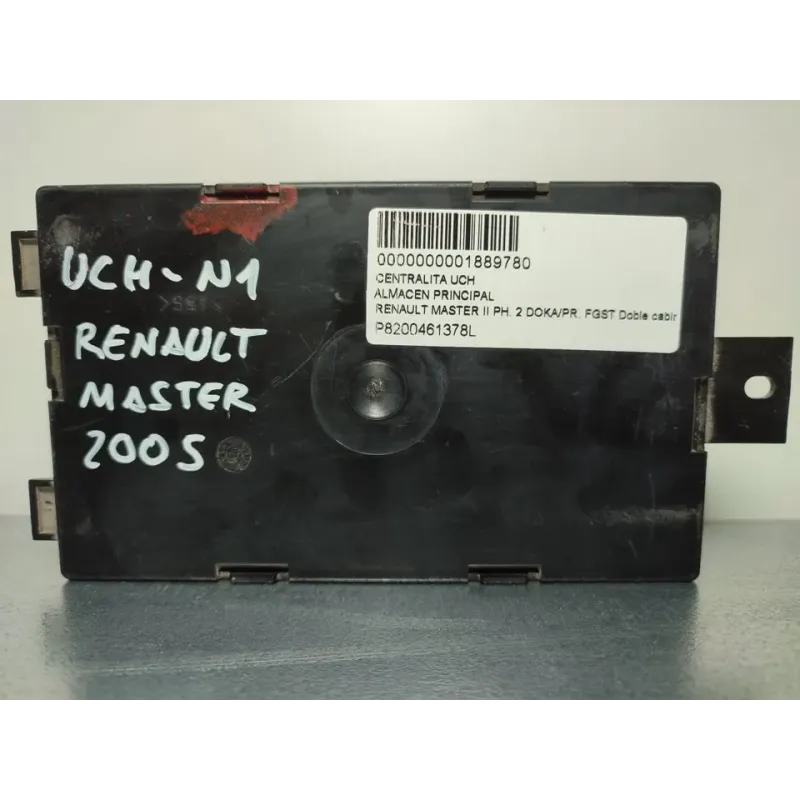 UCH-N1
RENAULT
MASTER
2005
0000000001889780
CENTRALITA UCH
ALMACEN PRINCIPAL
RENAULT MASTER II PH. 2 DOKA/PR. FGST Doble cabir
P8200461378L